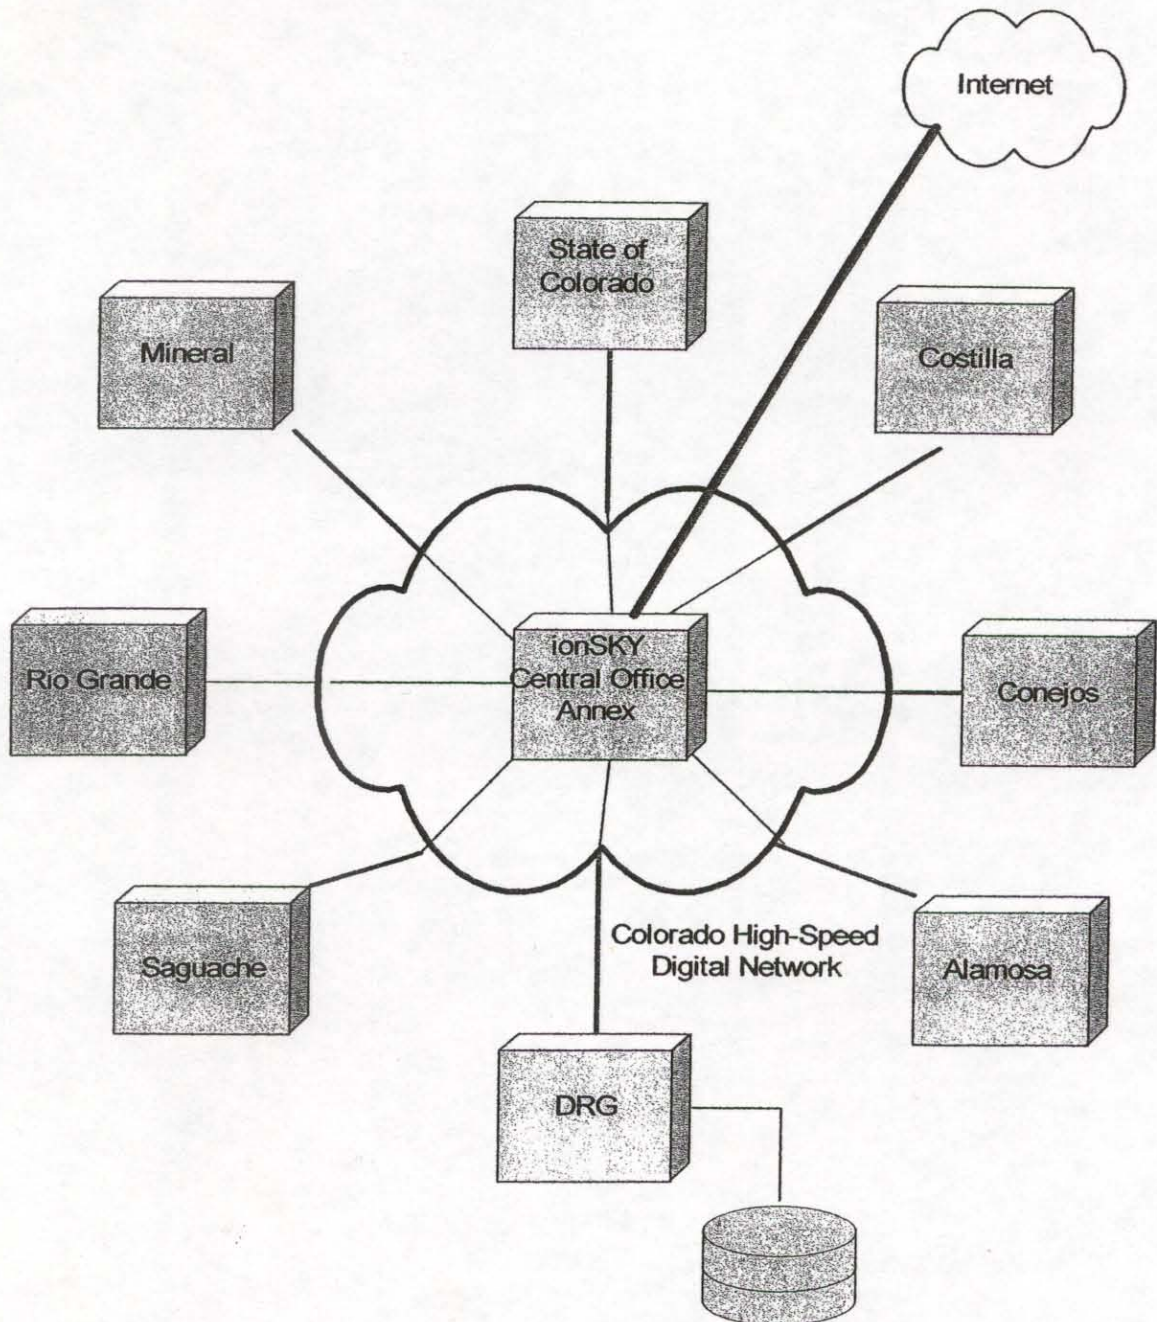 Internet
State of
Colorado
Mineral
Costilla
ionSKY
Central Office
Annex
Rio Grande
Conejos
Saguache
Colorado High-Speed
Digital Network
Alamosa
DRG